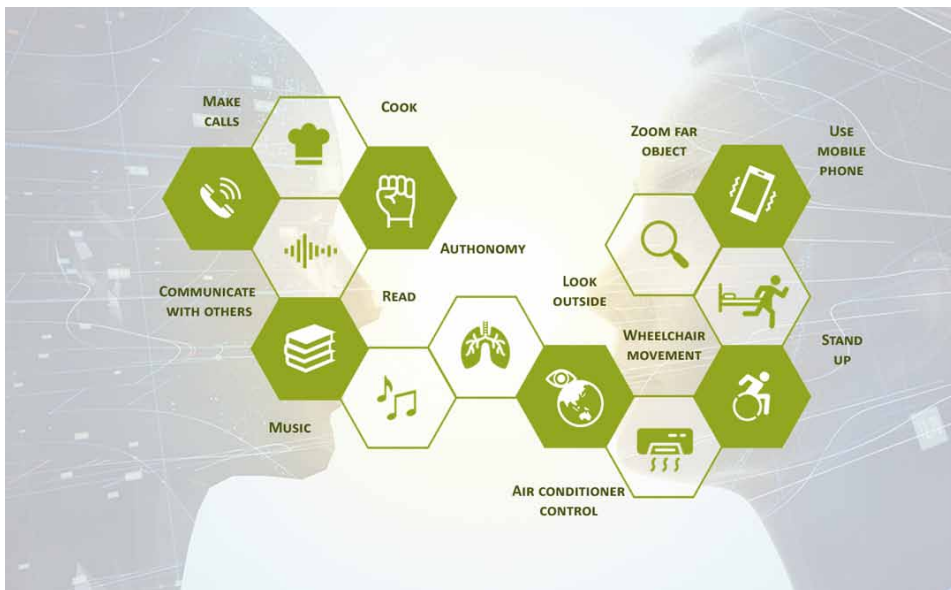 MAKE
CALLS
COOK
AUTHONOMY
COMMUNICATE
WITH OTHERS
READ
MUSIC
ZOOM FAR
OBJECT
USE
MOBILE
PHONE
LOOK
OUTSIDE
WHEELCHAIR
MOVEMENT
STAND
UP
AIR CONDITIONER
CONTROL